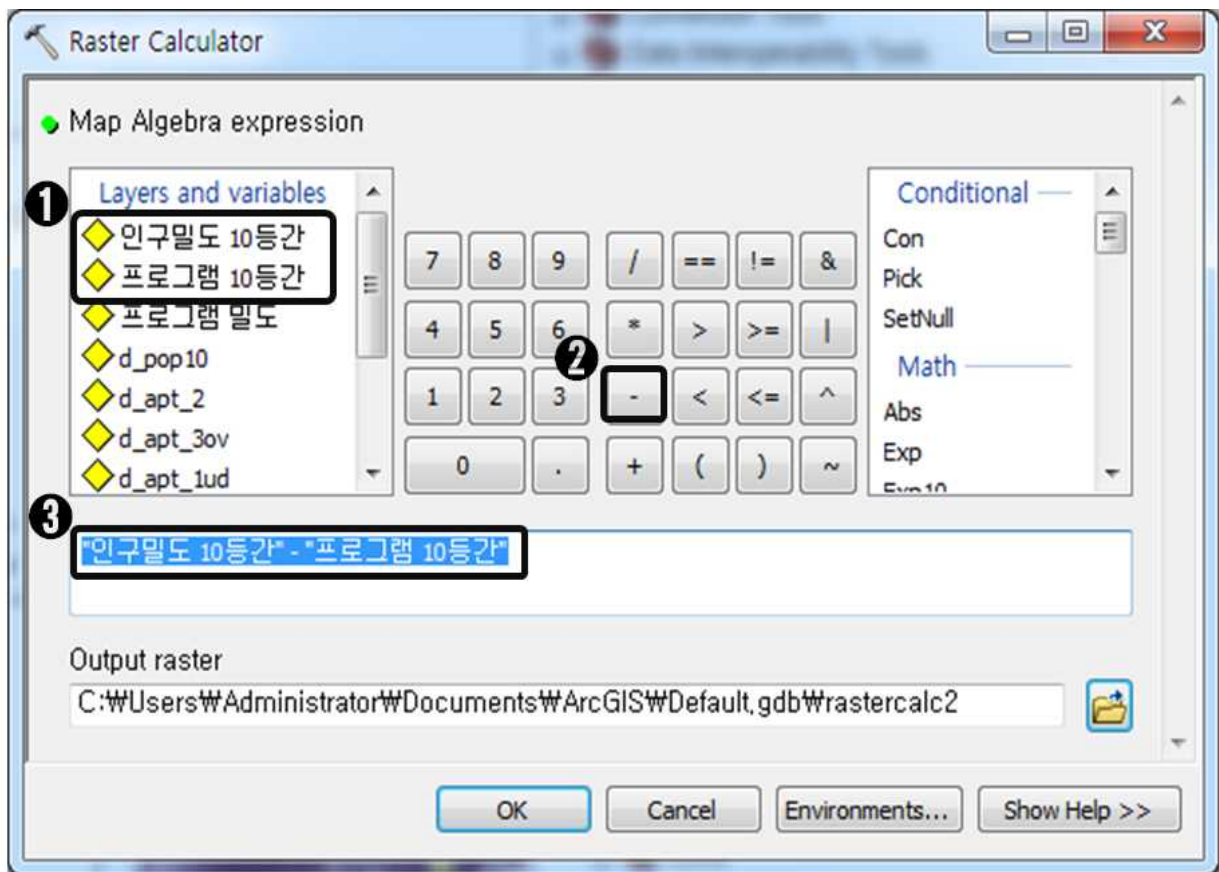 Raster Calculator
Map Algebra expression
1
Layers and variables
인구밀도 10등간
프로그램 10등간
프로그램 밀도
d_pop10
d_apt_2
d_apt_3ov
d_apt_1ud
7 8 9 / == != &
4 5 6 * > >= |
2
1 2 3 - < <= ^
0 . + ( ) ~
Conditional
Con
Pick
SetNull
Math
Abs
Exp
Exp10
3
"인구밀도 10등간" - "프로그램 10등간"
Output raster
C:₩Users₩Administrator₩Documents₩ArcGIS₩Default.gdb₩rastercalc2
OK Cancel Environments... Show Help >>